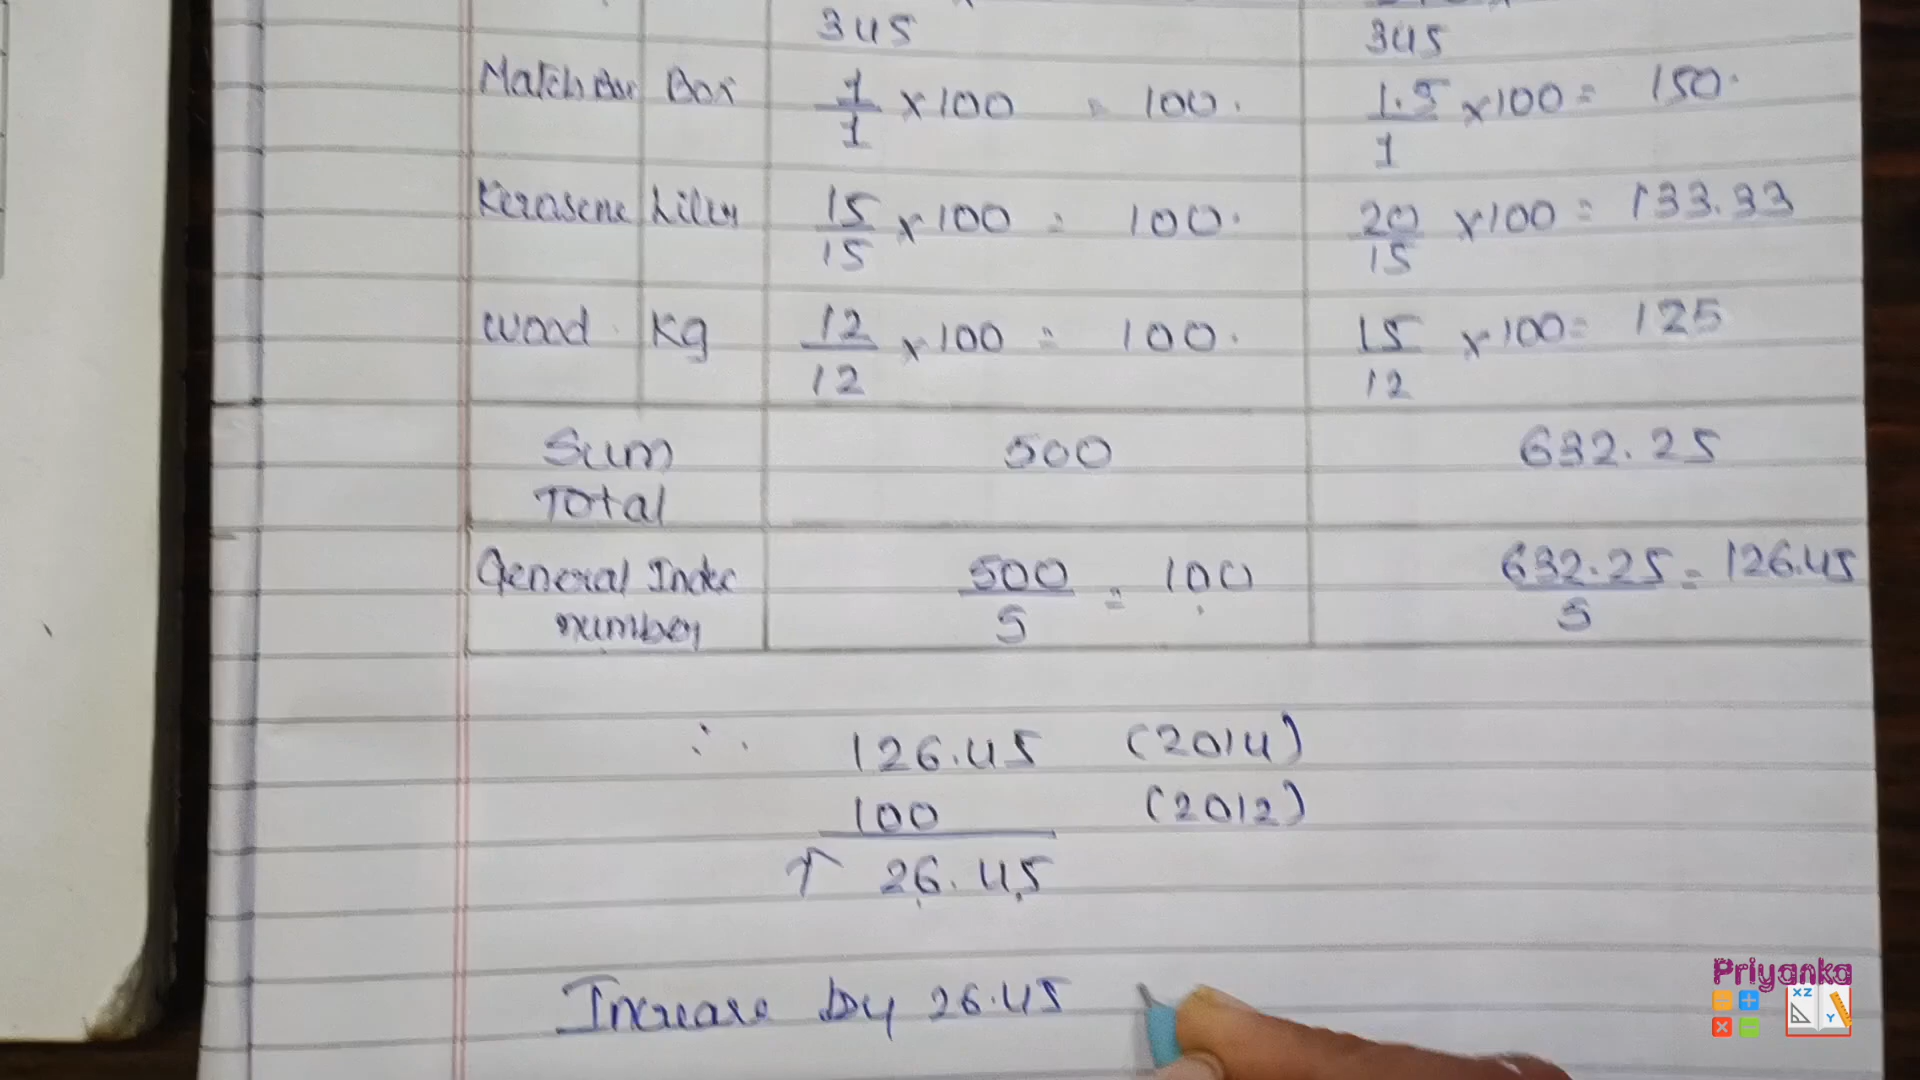 345 345
Match Box Box 1/1 x100 = 100. 1.5/1 x100 = 150.
Kerosene Liter 15/15 x100 = 100. 20/15 x100 = 133.33
wood. Kg 12/12 x100 = 100. 15/12 x100 = 125
Sum 500 632.25
Total
General Index 500/5 = 100 632.25/5 = 126.45
number
∴ 126.45 (2014)
100 (2012)
↑ 26.45
Increase by 26.45
Priyanka
XZ
Y